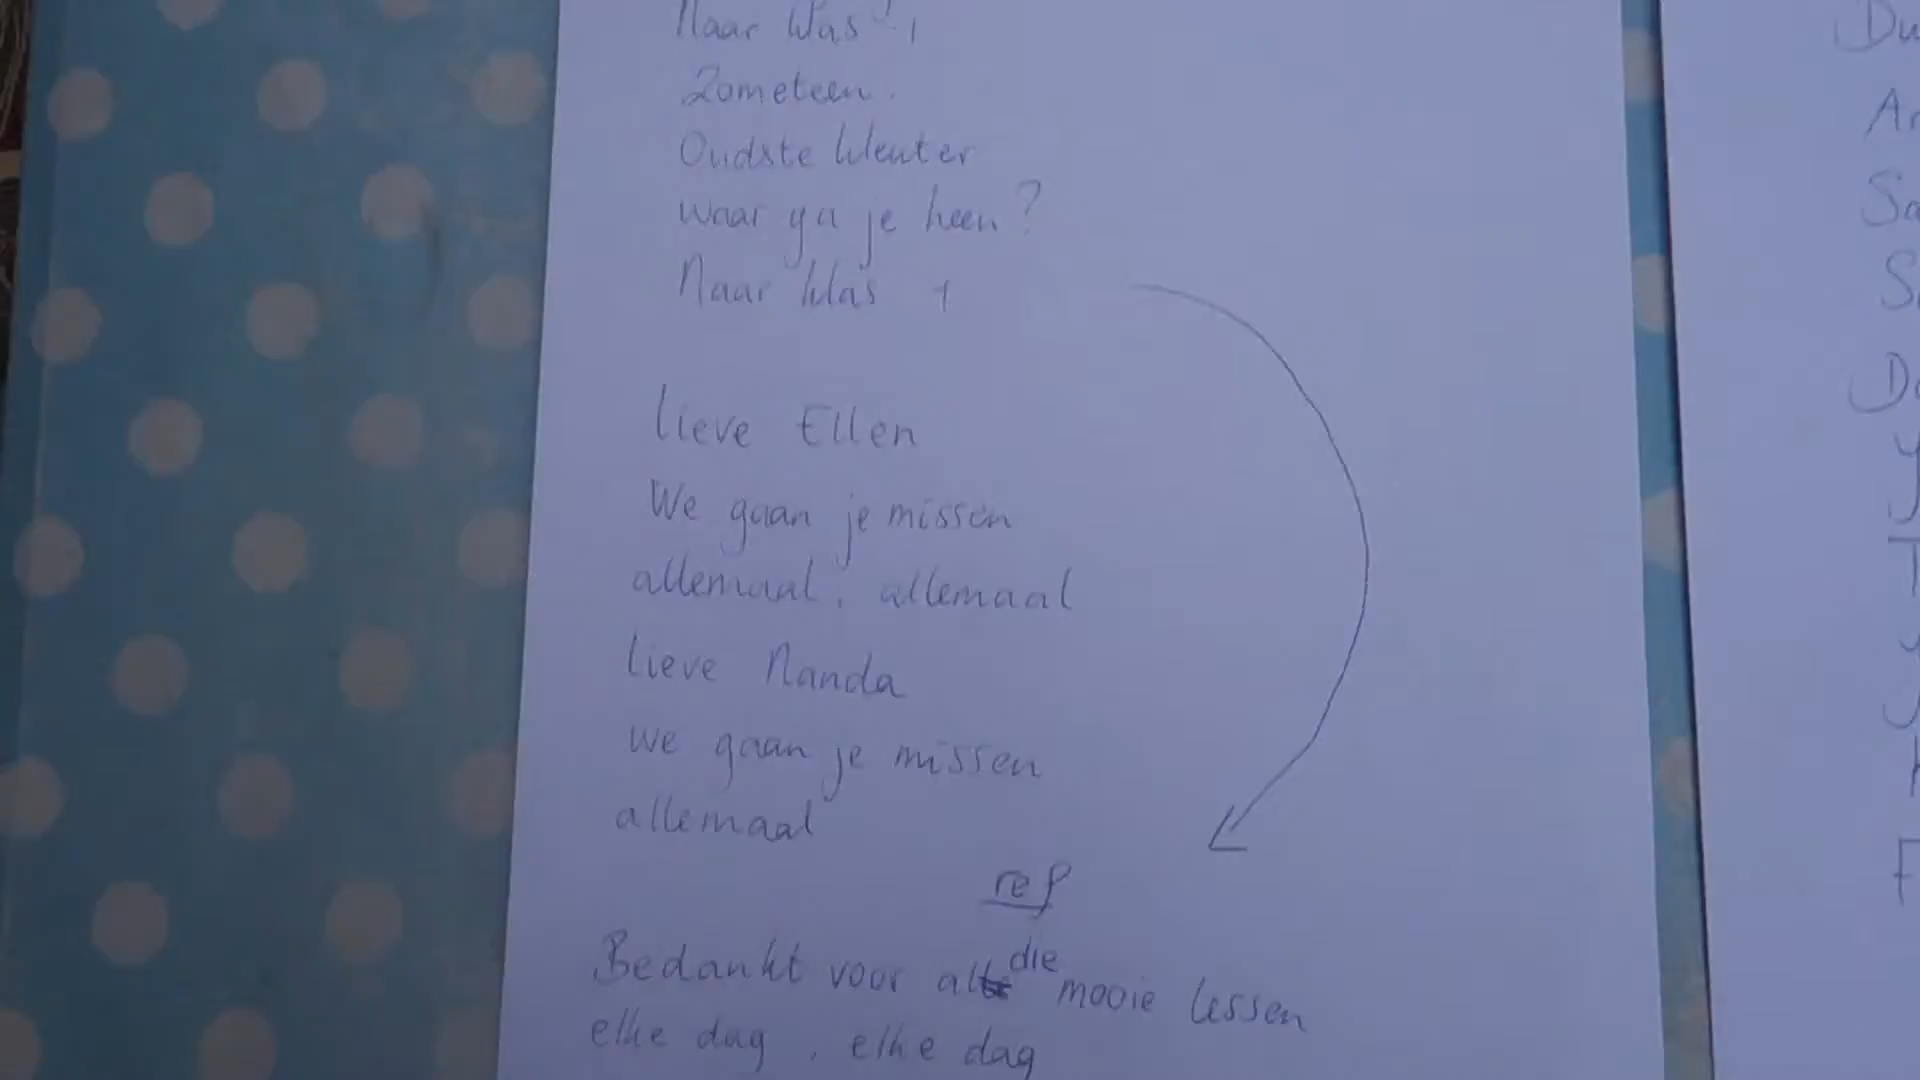 Naar klas 1
Zometeen.
Oudste kleuter
waar ga je heen?
Naar klas 1
lieve Ellen
We gaan je missen
allemaal, allemaal
lieve Nanda
we gaan je missen
allemaal
ref
Bedankt voor al die mooie lessen
elke dag, elke dag